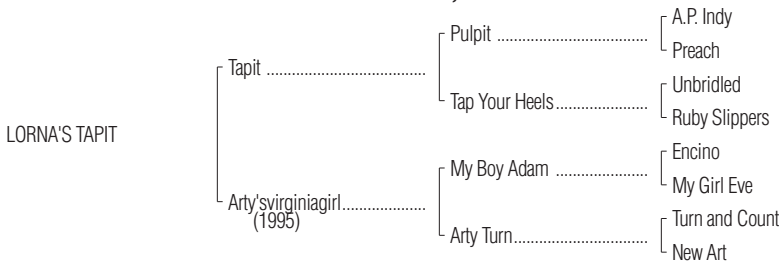 A.P. Indy
Pulpit
Preach
Tapit
Unbridled
Tap Your Heels
Ruby Slippers
LORNA'S TAPIT
Encino
My Boy Adam
My Girl Eve
Arty'svirginiagirl
(1995)
Turn and Count
Arty Turn
New Art